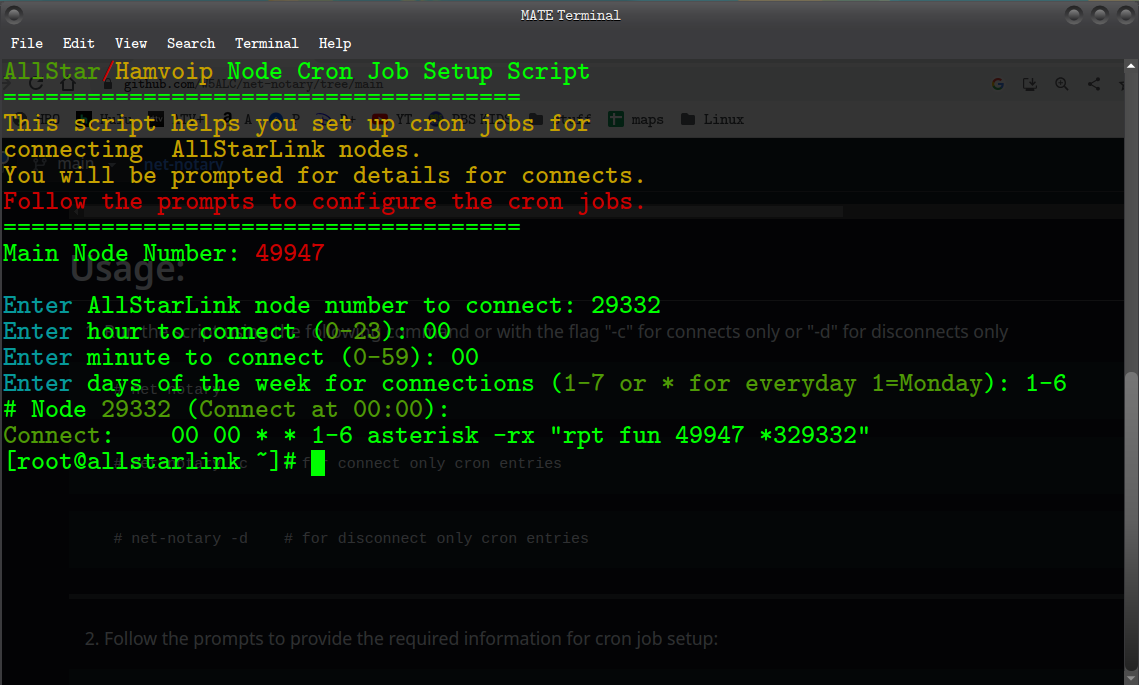 MATE Terminal
File Edit View Search Terminal Help
AllStar/Hamvoip Node Cron Job Setup Script
=====================================
This script helps you set up cron jobs for
connecting  AllStarLink nodes.
You will be prompted for details for connects.
Follow the prompts to configure the cron jobs.
=====================================
Main Node Number: 49947
Enter AllStarLink node number to connect: 29332
Enter hour to connect (0-23): 00
Enter minute to connect (0-59): 00
Enter days of the week for connections (1-7 or * for everyday 1=Monday): 1-6
# Node 29332 (Connect at 00:00):
Connect:    00 00 * * 1-6 asterisk -rx "rpt fun 49947 *329332"
[root@allstarlink ~]#
maps Linux
main net-notary
Usage:
command or with the flag "-c" for connects only or "-d" for disconnects only
for connect only cron entries
# net-notary -d    # for disconnect only cron entries
2. Follow the prompts to provide the required information for cron job setup: